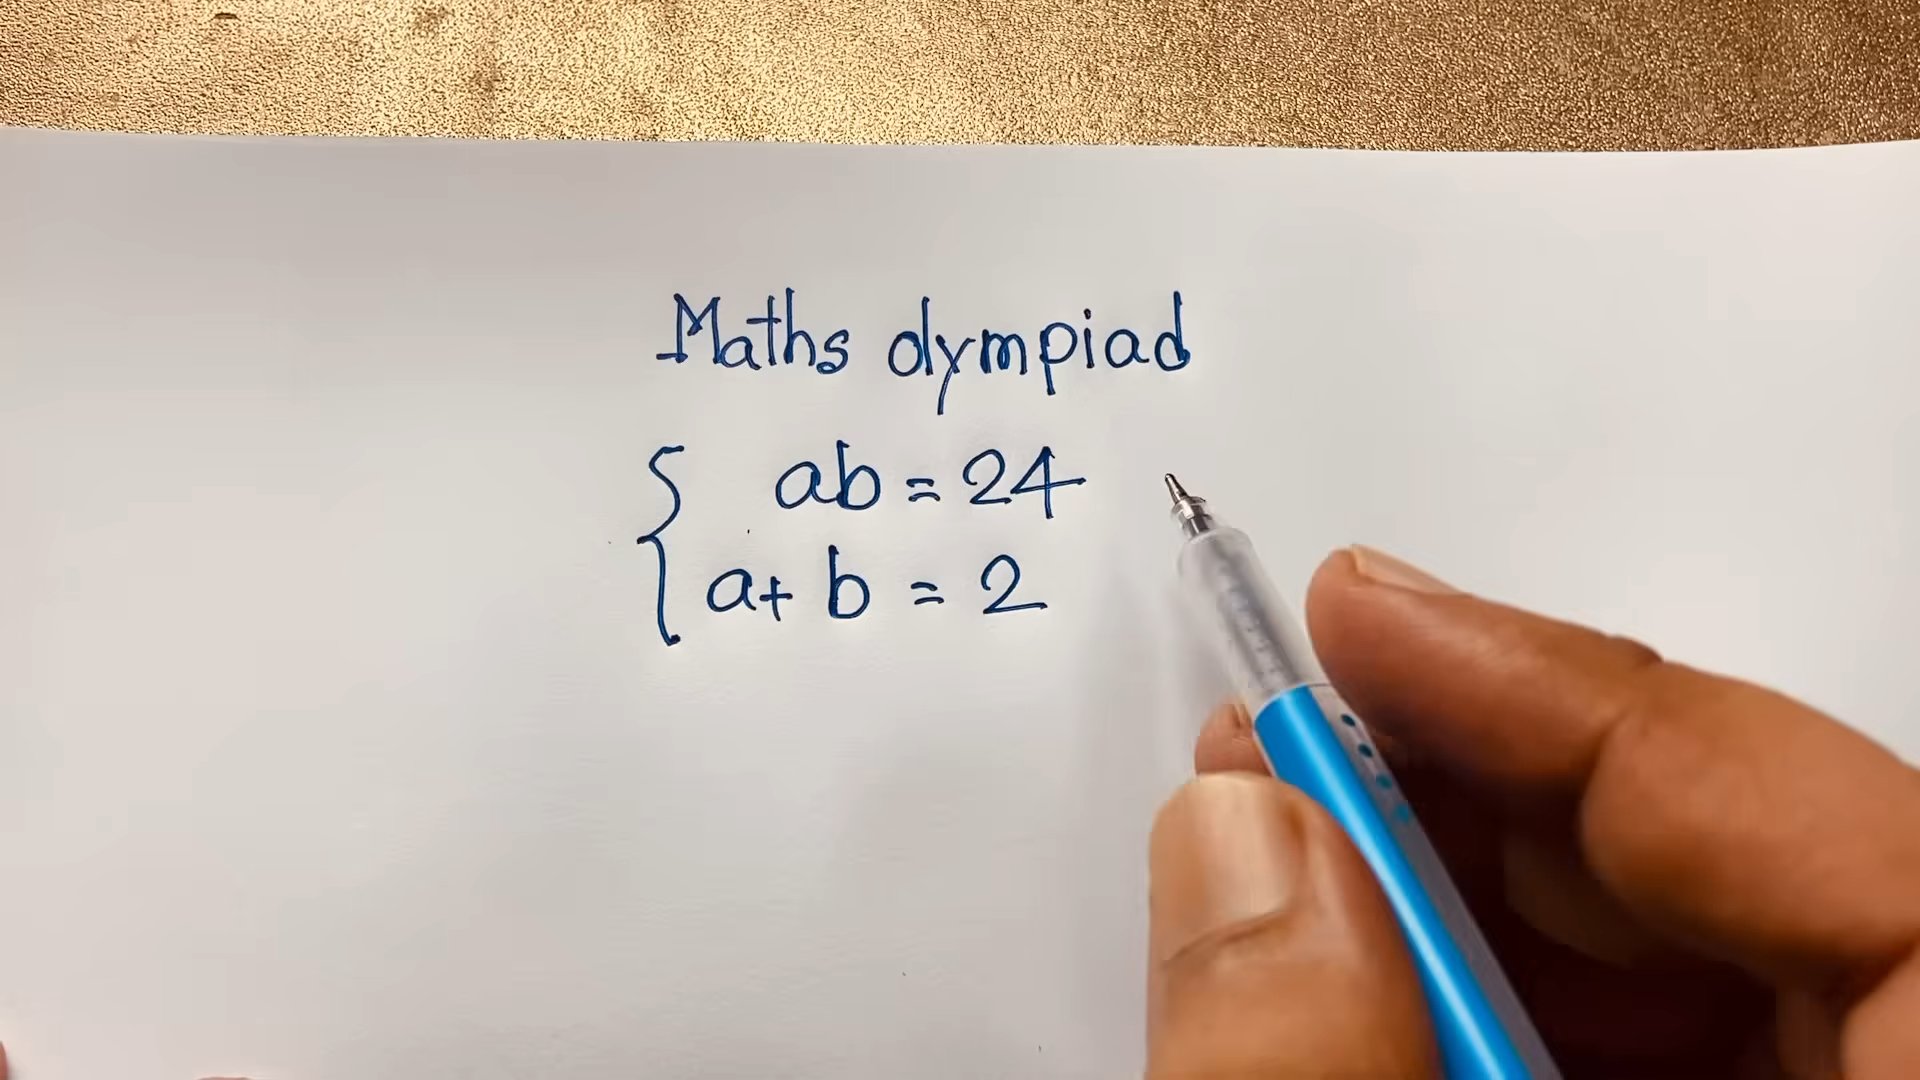 Maths olympiad
ab = 24
a+ b = 2